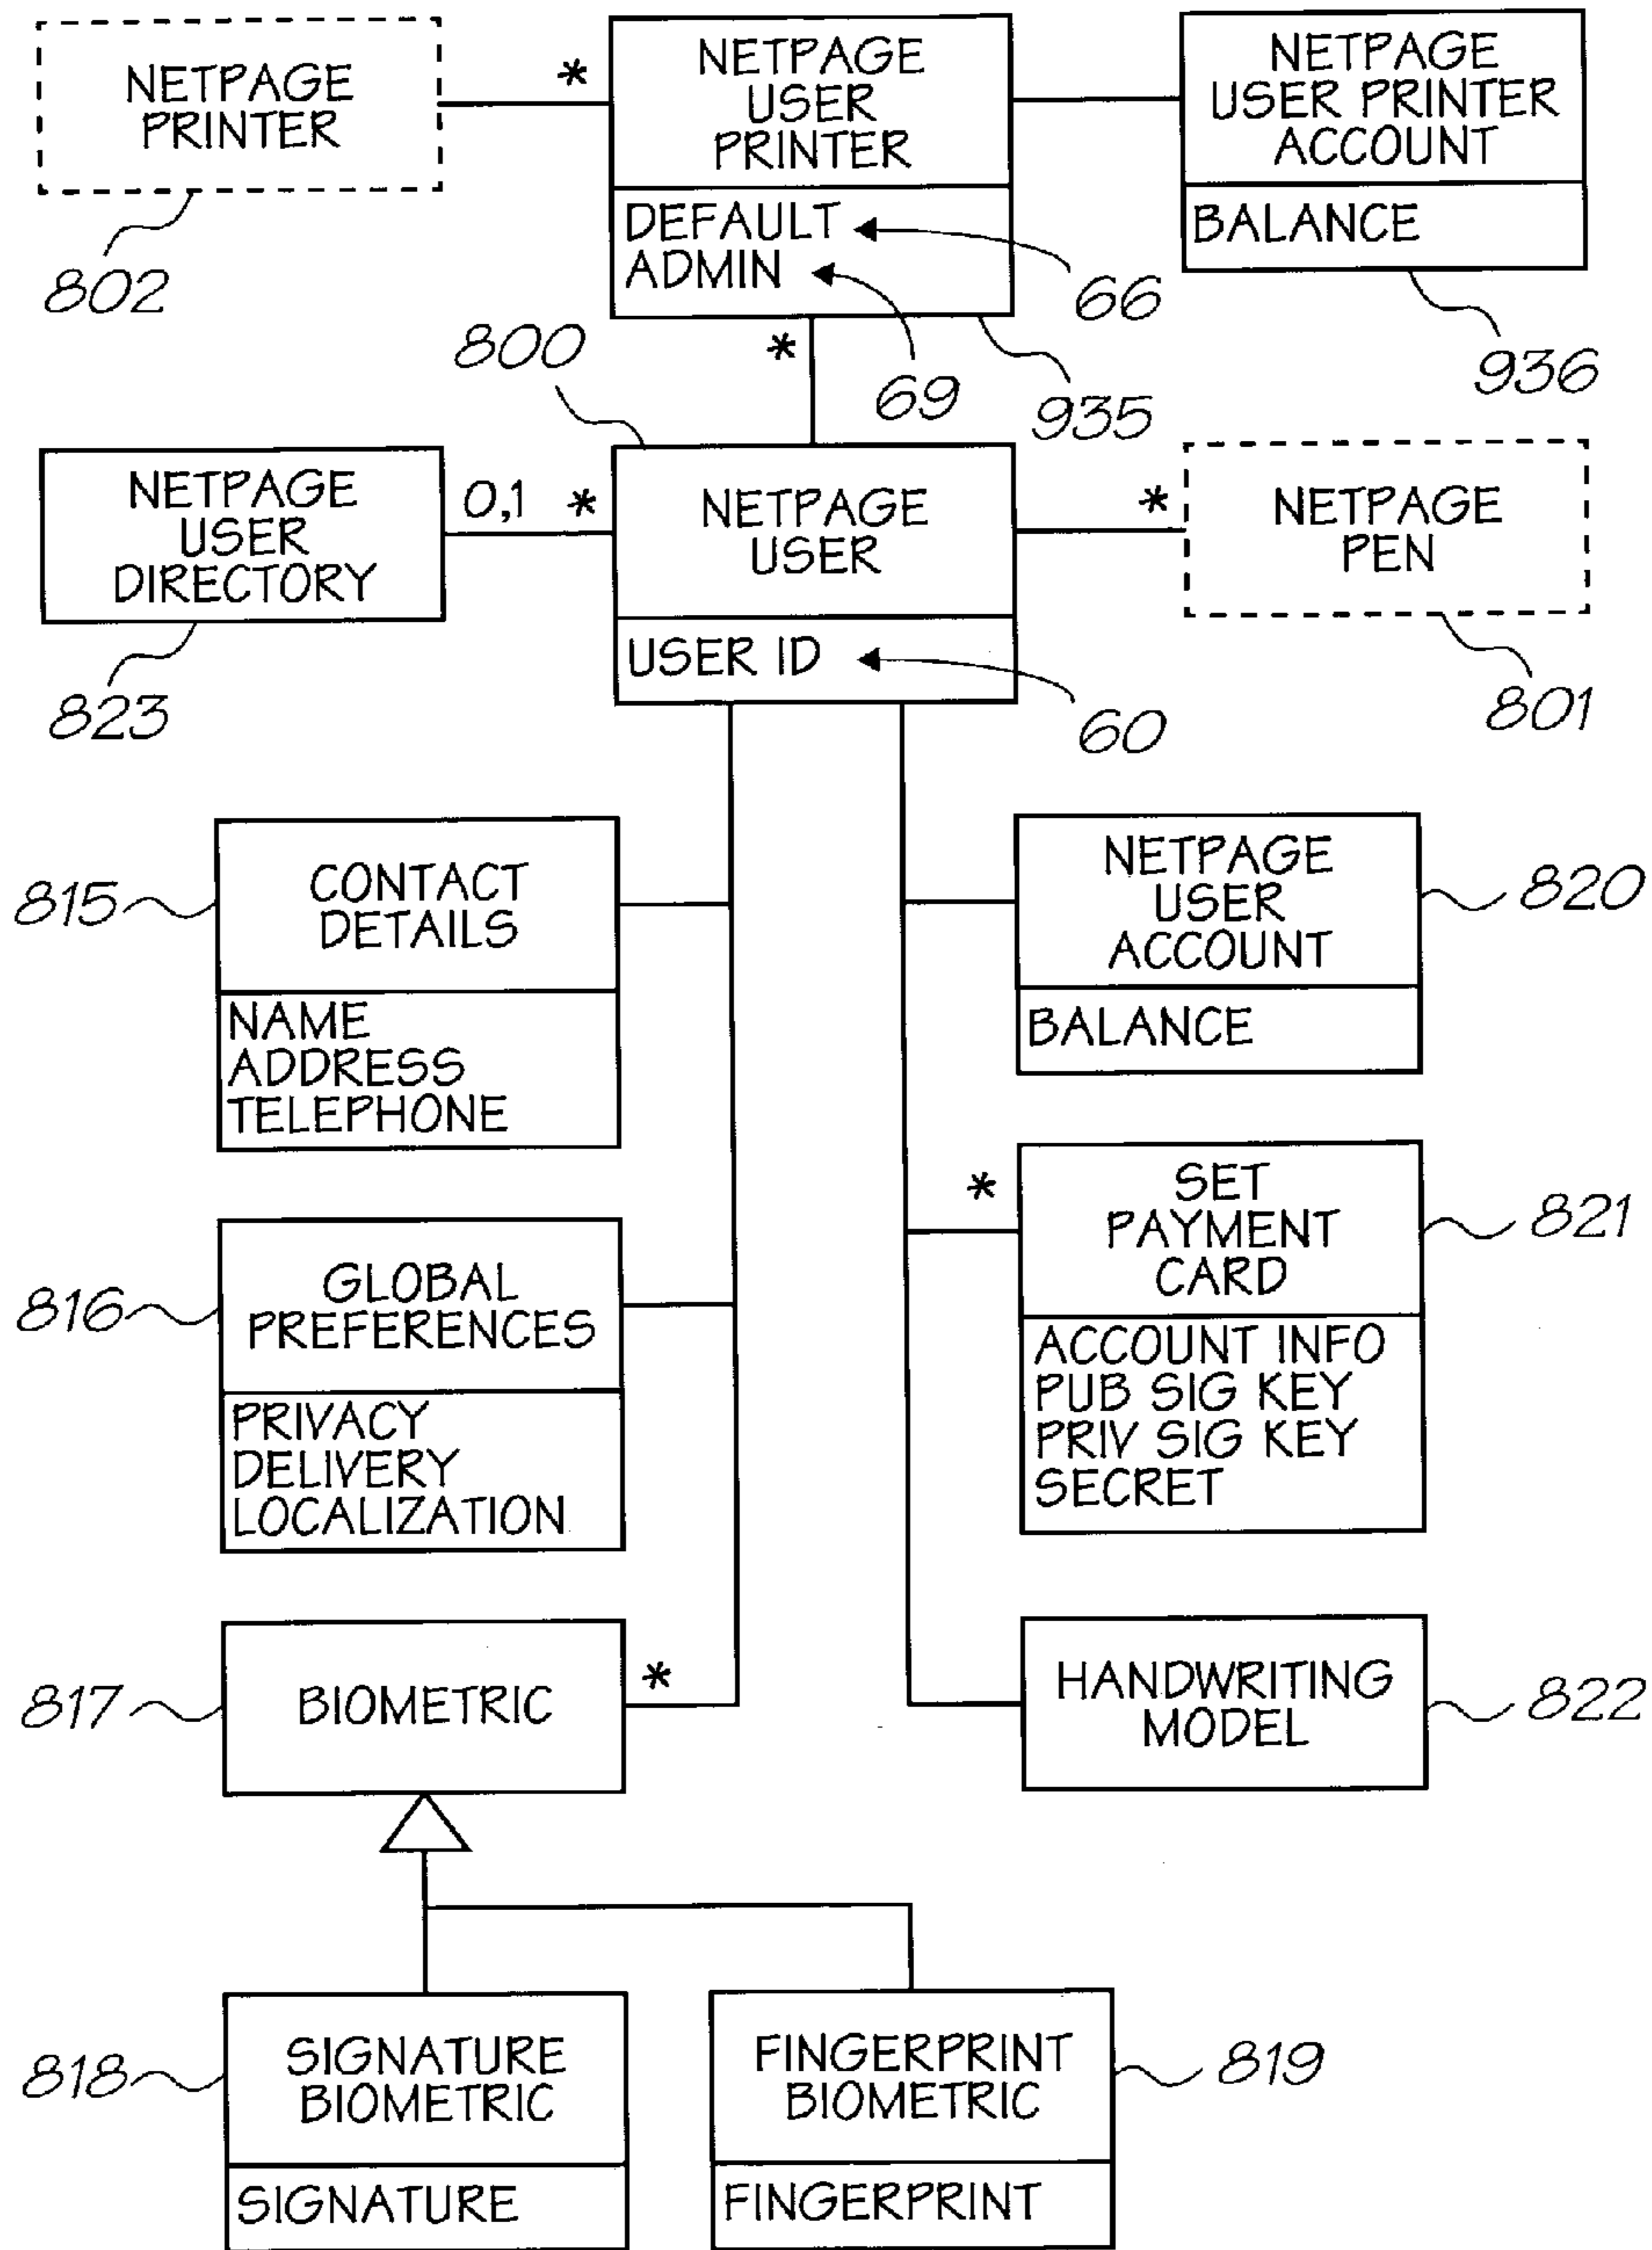 NETPAGE
PRINTER
802
*
NETPAGE
USER
PRINTER
DEFAULT
ADMIN
66
69
935
NETPAGE
USER PRINTER
ACCOUNT
BALANCE
936
*
800
NETPAGE
USER
DIRECTORY
823
0,1
*
NETPAGE
USER
USER ID
60
*
NETPAGE
PEN
801
815
CONTACT
DETAILS
NAME
ADDRESS
TELEPHONE
NETPAGE
USER
ACCOUNT
BALANCE
820
816
GLOBAL
PREFERENCES
PRIVACY
DELIVERY
LOCALIZATION
*
SET
PAYMENT
CARD
ACCOUNT INFO
PUB SIG KEY
PRIV SIG KEY
SECRET
821
817
BIOMETRIC
*
HANDWRITING
MODEL
822
818
SIGNATURE
BIOMETRIC
SIGNATURE
FINGERPRINT
BIOMETRIC
FINGERPRINT
819